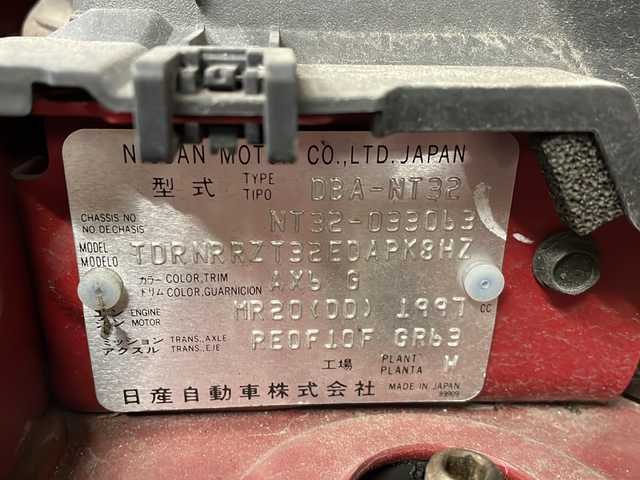 MOTOR CO.,LTD. JAPAN
型式 TYPE TIPO DBA-NT32
CHASSIS NO NO DECHASIS NT32-033063
MODEL MODELO TDRNRRZT32EDAPK8HZ
カラー COLOR,TRIM トリム COLOR,GUARNICION AX6 G
エンジン ENGINE MOTOR MR20(DD) 1997 CC
ミッション アクスル TRANS.,AXLE TRANS.,EJE RE0F10F GR63
工場 PLANT PLANTA W
日産自動車株式会社 MADE IN JAPAN